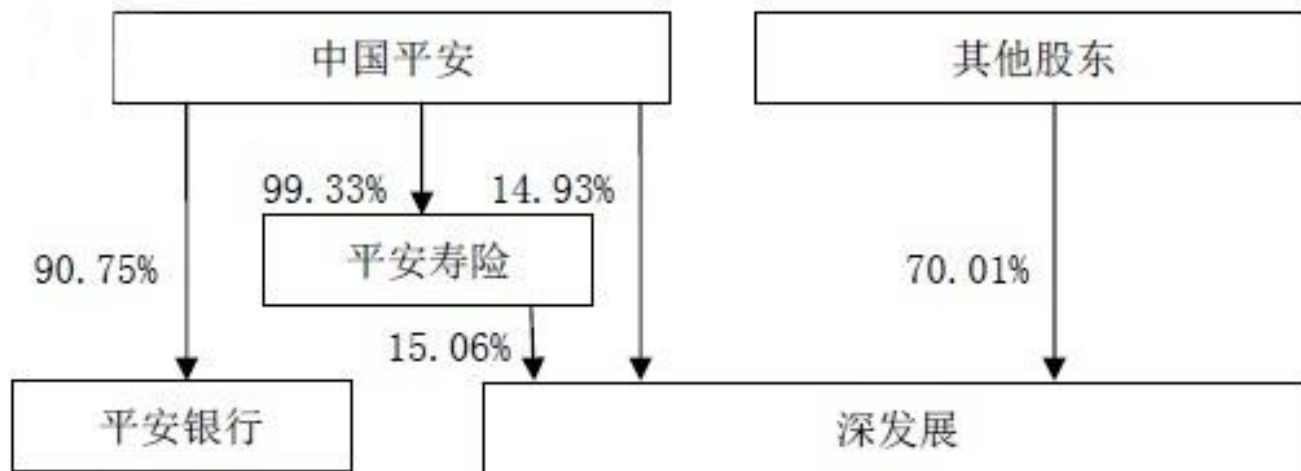 中国平安
其他股东
99.33%
14.93%
平安寿险
90.75%
70.01%
15.06%
平安银行
深发展